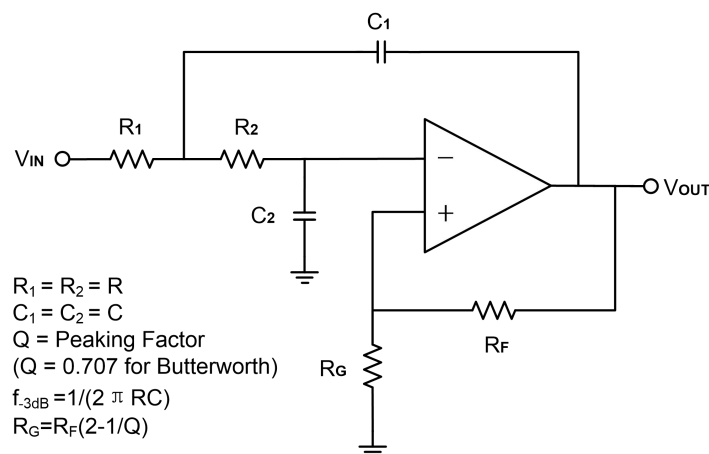 C1
R1
R2
VIN
−
+
VOUT
C2
RF
RG
R1 = R2 = R
C1 = C2 = C
Q = Peaking Factor
(Q = 0.707 for Butterworth)
f-3dB =1/(2 π RC)
RG=RF(2-1/Q)